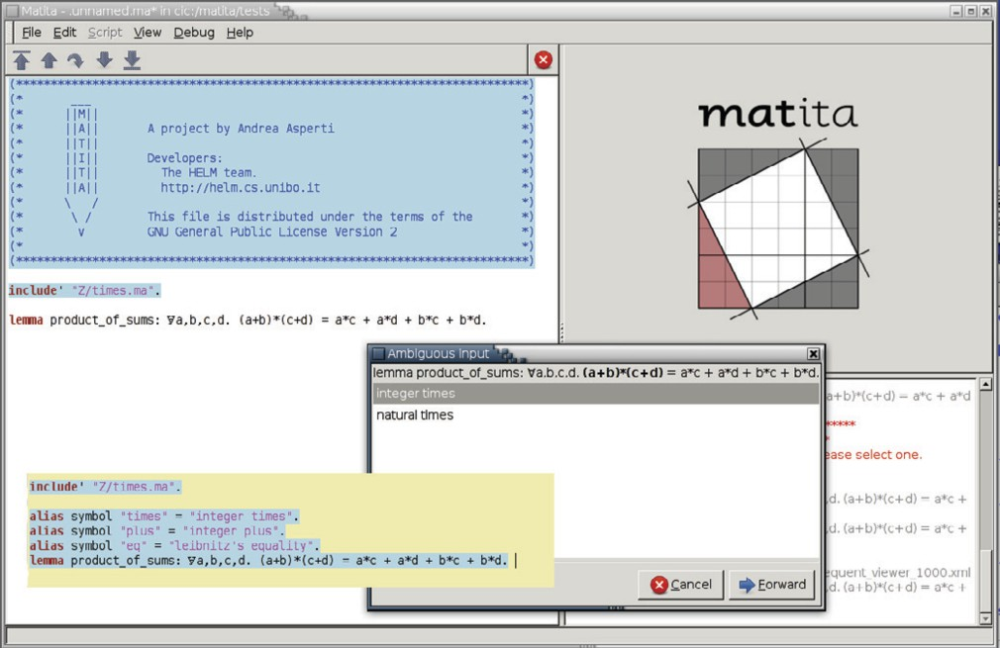 Matita - .unnamed.ma* in cic:/matita/tests
File Edit Script View Debug Help
(***************************************************************************)
(* ___ *)
(* ||M|| *)
(* ||A|| A project by Andrea Asperti *)
(* ||T|| *)
(* ||I|| Developers: *)
(* ||T|| The HELM team. *)
(* ||A|| http://helm.cs.unibo.it *)
(* \ / *)
(* \ / This file is distributed under the terms of the *)
(* v GNU General Public License Version 2 *)
(* *)
(***************************************************************************)
include' "Z/times.ma".
lemma product_of_sums: ∀a,b,c,d. (a+b)*(c+d) = a*c + a*d + b*c + b*d.
matita
Ambiguous input
lemma product_of_sums: ∀a.b.c.d. (a+b)*(c+d) = a*c + a*d + b*c + b*d.
integer times
natural times
Cancel Forward
include' "Z/times.ma".
alias symbol "times" = "integer times".
alias symbol "plus" = "integer plus".
alias symbol "eq" = "leibnitz's equality".
lemma product_of_sums: ∀a,b,c,d. (a+b)*(c+d) = a*c + a*d + b*c + b*d.
a+b)*(c+d) = a*c + a*d
*****
*
ease select one.
.d. (a+b)*(c+d) = a*c +
.d. (a+b)*(c+d) = a*c +
equent_viewer_1000.xml
.d. (a+b)*(c+d) = a*c +